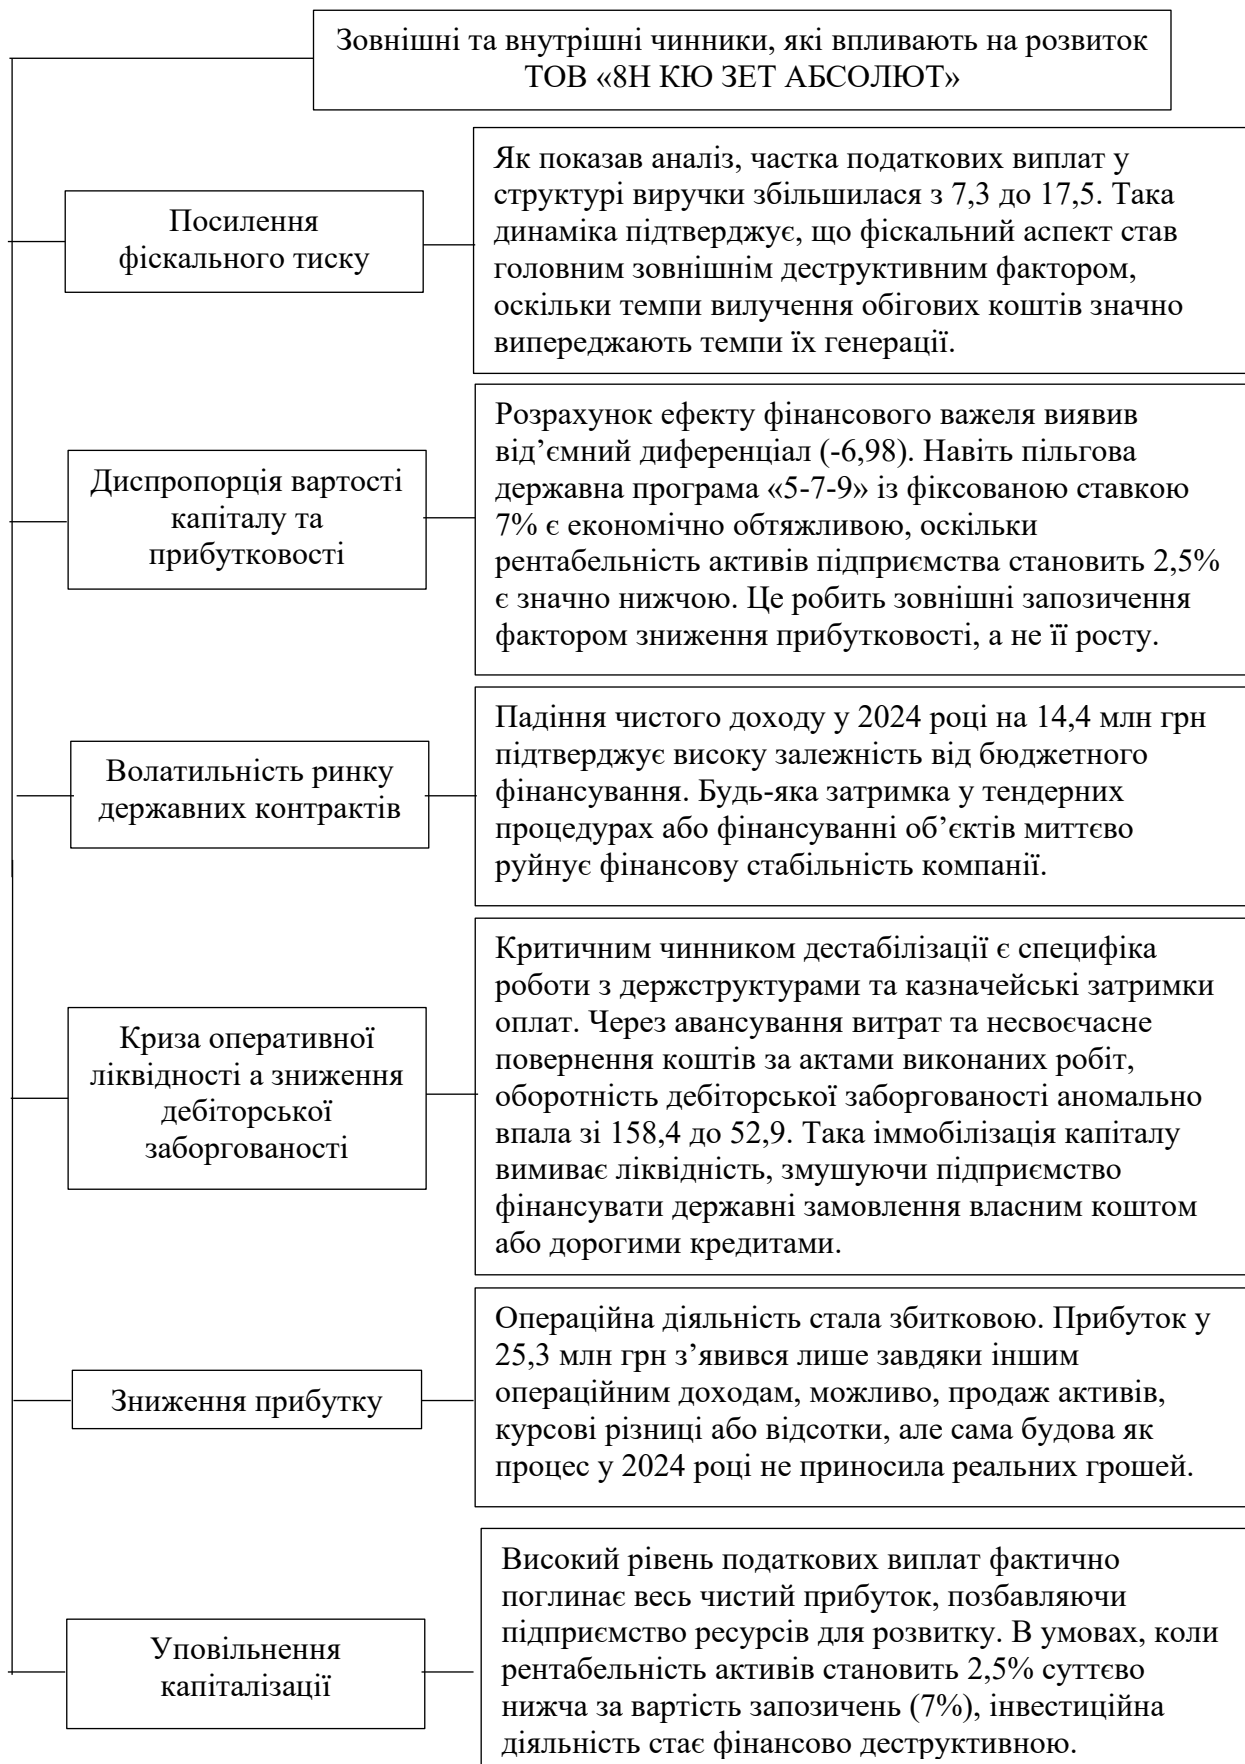 Зовнішні та внутрішні чинники, які впливають на розвиток
ТОВ «8Н КЮ ЗЕТ АБСОЛЮТ»
Посилення
фіскального тиску
Як показав аналіз, частка податкових виплат у
структурі виручки збільшилася з 7,3 до 17,5. Така
динаміка підтверджує, що фіскальний аспект став
головним зовнішнім деструктивним фактором,
оскільки темпи вилучення обігових коштів значно
випереджають темпи їх генерації.
Диспропорція вартості
капіталу та
прибутковості
Розрахунок ефекту фінансового важеля виявив
від’ємний диференціал (-6,98). Навіть пільгова
державна програма «5-7-9» із фіксованою ставкою
7% є економічно обтяжливою, оскільки
рентабельність активів підприємства становить 2,5%
є значно нижчою. Це робить зовнішні запозичення
фактором зниження прибутковості, а не її росту.
Волатильність ринку
державних контрактів
Падіння чистого доходу у 2024 році на 14,4 млн грн
підтверджує високу залежність від бюджетного
фінансування. Будь-яка затримка у тендерних
процедурах або фінансуванні об’єктів миттєво
руйнує фінансову стабільність компанії.
Криза оперативної
ліквідності а зниження
дебіторської
заборгованості
Критичним чинником дестабілізації є специфіка
роботи з держструктурами та казначейські затримки
оплат. Через авансування витрат та несвоєчасне
повернення коштів за актами виконаних робіт,
оборотність дебіторської заборгованості аномально
впала зі 158,4 до 52,9. Така іммобілізація капіталу
вимиває ліквідність, змушуючи підприємство
фінансувати державні замовлення власним коштом
або дорогими кредитами.
Зниження прибутку
Операційна діяльність стала збитковою. Прибуток у
25,3 млн грн з’явився лише завдяки іншим
операційним доходам, можливо, продаж активів,
курсові різниці або відсотки, але сама будова як
процес у 2024 році не приносила реальних грошей.
Уповільнення
капіталізації
Високий рівень податкових виплат фактично
поглинає весь чистий прибуток, позбавляючи
підприємство ресурсів для розвитку. В умовах, коли
рентабельність активів становить 2,5% суттєво
нижча за вартість запозичень (7%), інвестиційна
діяльність стає фінансово деструктивною.